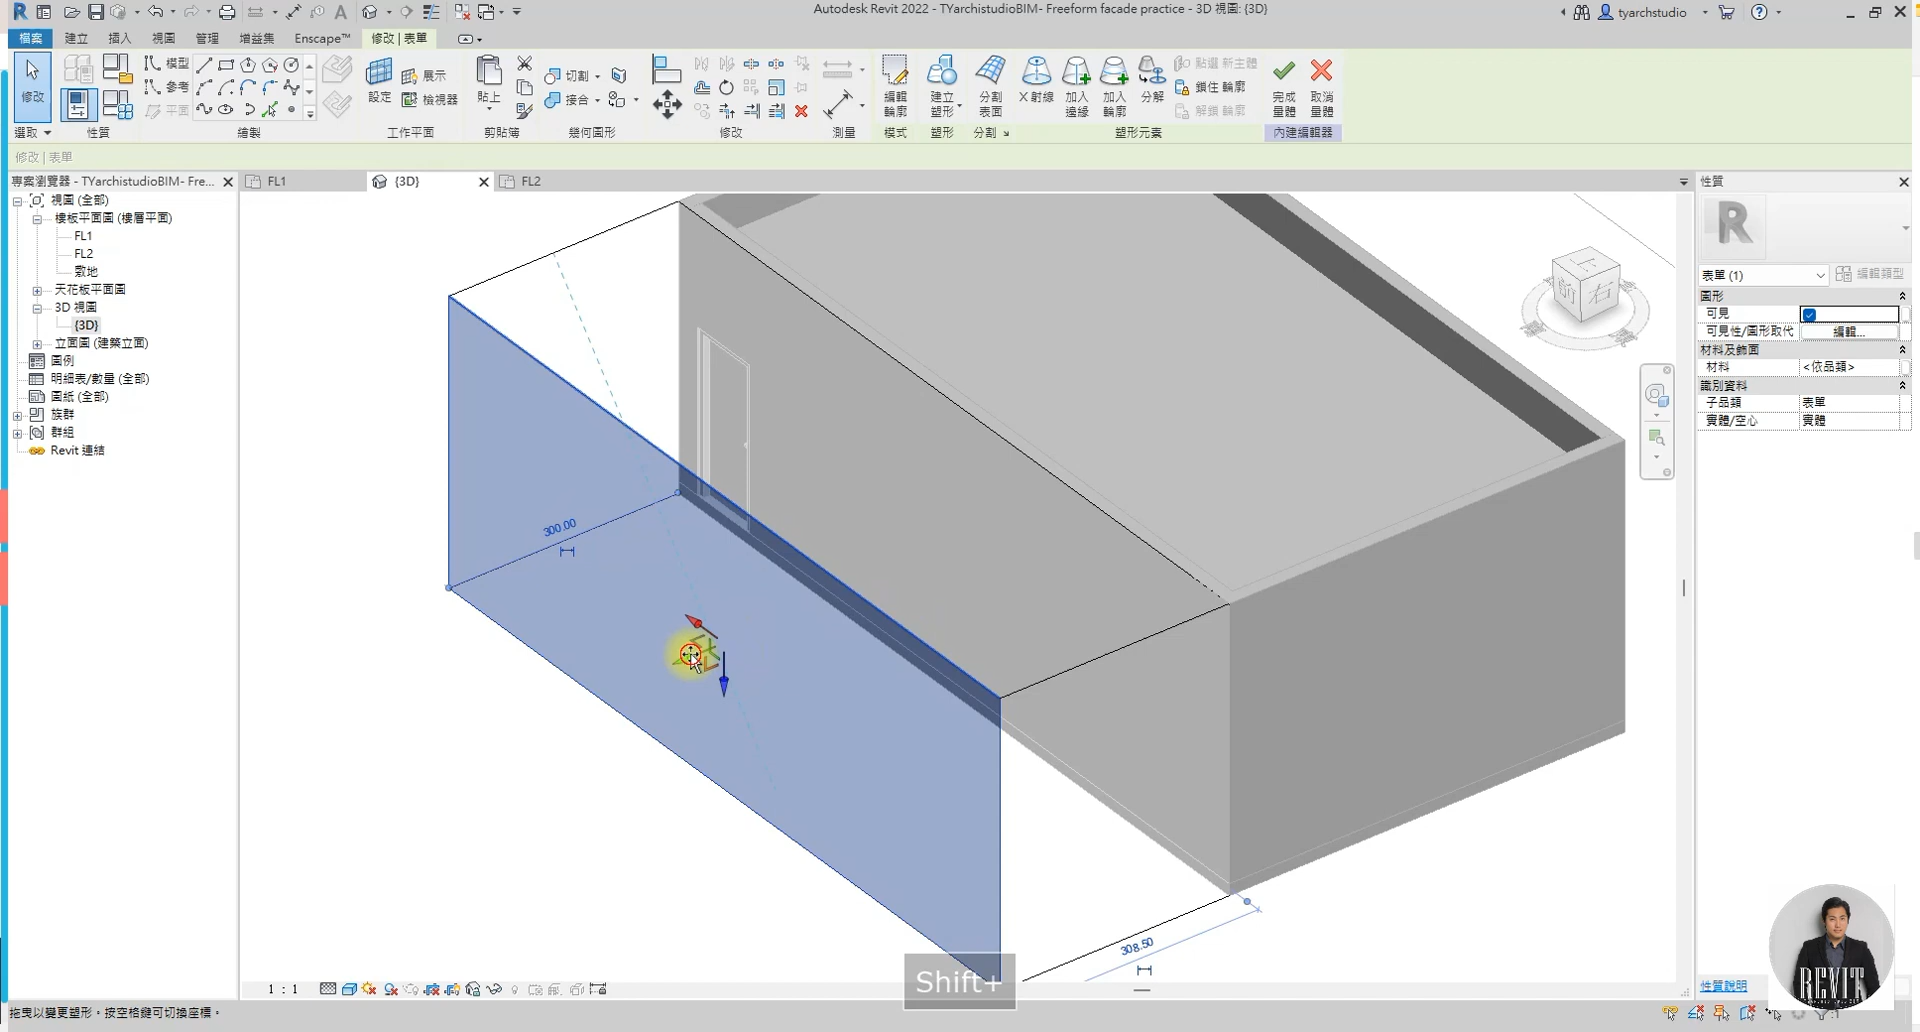 Autodesk Revit 2022 - TYarchistudioBIM- Freeform facade practice - 3D 視圖: {3D}
tyarchstudio
檔案 建立 插入 視圖 管理 增益集 Enscape™ 修改 | 表單
修改
模型
參考
平面
設定
展示
檢視器
貼上
切割
接合
編輯
輪廓
建立
塑形
分割
表面
X 射線
加入
邊緣
加入
輪廓
分解
點選 新主體
鎖住 輪廓
解鎖 輪廓
完成
量體
取消
量體
選取 性質 繪製 工作平面 剪貼簿 幾何圖形 修改 測量 模式 塑形 分割 塑形元素 內建編輯器
修改 | 表單
專案瀏覽器 - TYarchistudioBIM- Fre...
FL1
{3D}
FL2
性質
視圖 (全部)
樓板平面圖 (樓層平面)
FL1
FL2
敷地
天花板平面圖
3D 視圖
{3D}
立面圖 (建築立面)
圖例
明細表/數量 (全部)
圖紙 (全部)
族群
群組
Revit 連結
300.00
308.50
上
前
右
表單 (1)
編輯類型
圖形
可見
可見性/圖形取代
編輯...
材料及飾面
材料
<依品類>
識別資料
子品類
表單
實體/空心
實體
Shift+
1 : 1
性質說明
REVIT
拖曳以變更塑形。按空格鍵可切換座標。